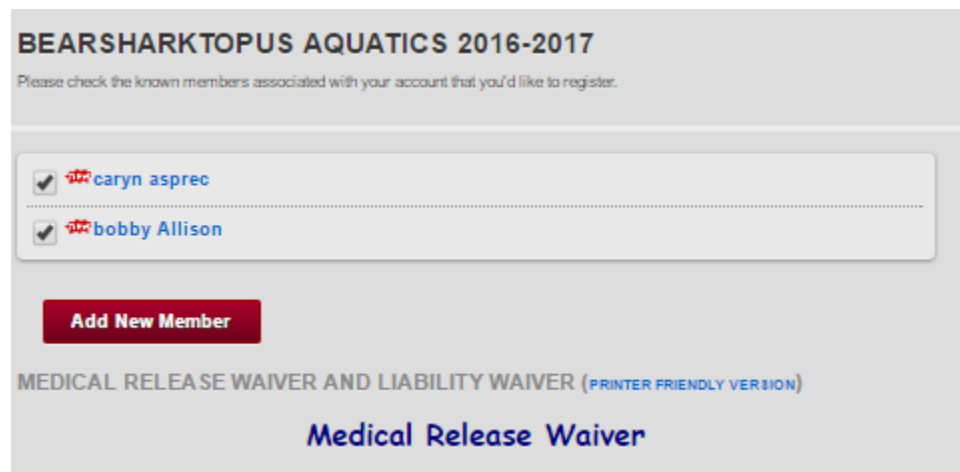 BEARSHARKTOPUS AQUATICS 2016-2017
Please check the known members associated with your account that you'd like to register.
caryn asprec
bobby Allison
Add New Member
MEDICAL RELEASE WAIVER AND LIABILITY WAIVER (PRINTER FRIENDLY VERSION)
Medical Release Waiver